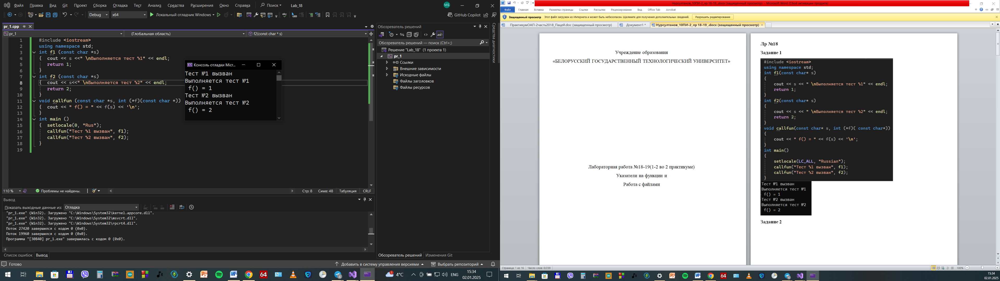 Файл Правка Вид Git Проект Сборка Отладка Тест Анализ Средства Расширения Окно Справка Поиск Lab_18 МБ
Debug x64 Локальный отладчик Windows GitHub Copilot
pr_1.cpp
pr_1 (Глобальная область) f2(const char * s)
1 #include <iostream>
2 using namespace std;
3 int f1 (const char *s)
4 { cout << s <<" \nВыполняется тест №1" << endl;
5 return 1;
6 }
7 int f2 (const char *s)
8 { cout << s<<" \nВыполняется тест №2" << endl;
9 return 2;
10 }
11 void callfun (const char *s, int (*f)(const char *))
12 { cout << " f() = " << f(s) << '\n';
13 }
14 int main ()
15 { setlocale(0, "Rus");
16 callfun("Тест №1 вызван", f1);
17 callfun("Тест №2 вызван", f2);
18 }
19
Консоль отладки Micr...
Тест №1 вызван
Выполняется тест №1
f() = 1
Тест №2 вызван
Выполняется тест №2
f() = 2
110 % Проблемы не найдены. Стр: 8 Симв: 48 Табуляция CRLF
Вывод
Показать выходные данные из: Отладка
"pr_1.exe" (Win32). Загружено "C:\Windows\System32\kernel.appcore.dll".
"pr_1.exe" (Win32). Загружено "C:\Windows\System32\msvcrt.dll".
"pr_1.exe" (Win32). Загружено "C:\Windows\System32\rpcrt4.dll".
Поток 27420 завершился с кодом 0 (0x0).
Поток 19960 завершился с кодом 0 (0x0).
Программа "[30840] pr_1.exe" завершилась с кодом 0 (0x0).
Список ошибок Вывод
Обозреватель решений
Обозреватель решений — поиск (Ctrl+;)
Решение "Lab_18" (1 проекта 1)
pr_1
Ссылки
Внешние зависимости
Исходные файлы
Файлы заголовков
Файлы ресурсов
Средства диагностики
Обозреватель решений Изменения Git
Готово Добавить в систему управления версиями Выбрать репозиторий
64 4 1 4°C ENG 15:34
02.01.2025
Нурсултанов_10ПИ-2_лр 18-19_.docx (защищенный просмотр) - Microsoft Word (Сбой активации продукта)
Файл Главная Вставка Разметка страницы Ссылки Рассылки Рецензирование Вид Office Tab Acrobat
Защищенный просмотр Этот файл загружен из Интернета и может быть небезопасен. Щелкните для получения дополнительных сведений. Разрешить редактирование
ПрактикумОАП-2часть2018_Пацей.doc (защищенный просмотр) Документ1 * Нурсултанов_10ПИ-2_лр 18-19_.docx (защищенный просмотр)
Учреждение образования
«БЕЛОРУССКИЙ ГОСУДАРСТВЕННЫЙ ТЕХНОЛОГИЧЕСКИЙ УНИВЕРСИТЕТ»
Лабораторная работа №18-19(1-2 во 2 практикуме)
Указатели на функции и
Работа с файлами
Лр №18
Задание 1
#include <iostream>
using namespace std;
int f1(const char* s)
{
cout << s << " \nВыполняется тест №1" << endl;
return 1;
}
int f2(const char* s)
{
cout << s << " \nВыполняется тест №2" << endl;
return 2;
}
void callfun(const char* s, int (*f)( const char*))
{
cout << " f() = " << f(s) << '\n';
}
int main()
{
setlocale(LC_ALL, "Russian");
callfun("Тест №1 вызван", f1);
callfun("Тест №2 вызван", f2);
}
Тест №1 вызван
Выполняется тест №1
f() = 1
Тест №2 вызван
Выполняется тест №2
f() = 2
Задание 2
Страница: 1 из 16 Число слов: 0/239 100%
64 4 15:34
02.01.2025